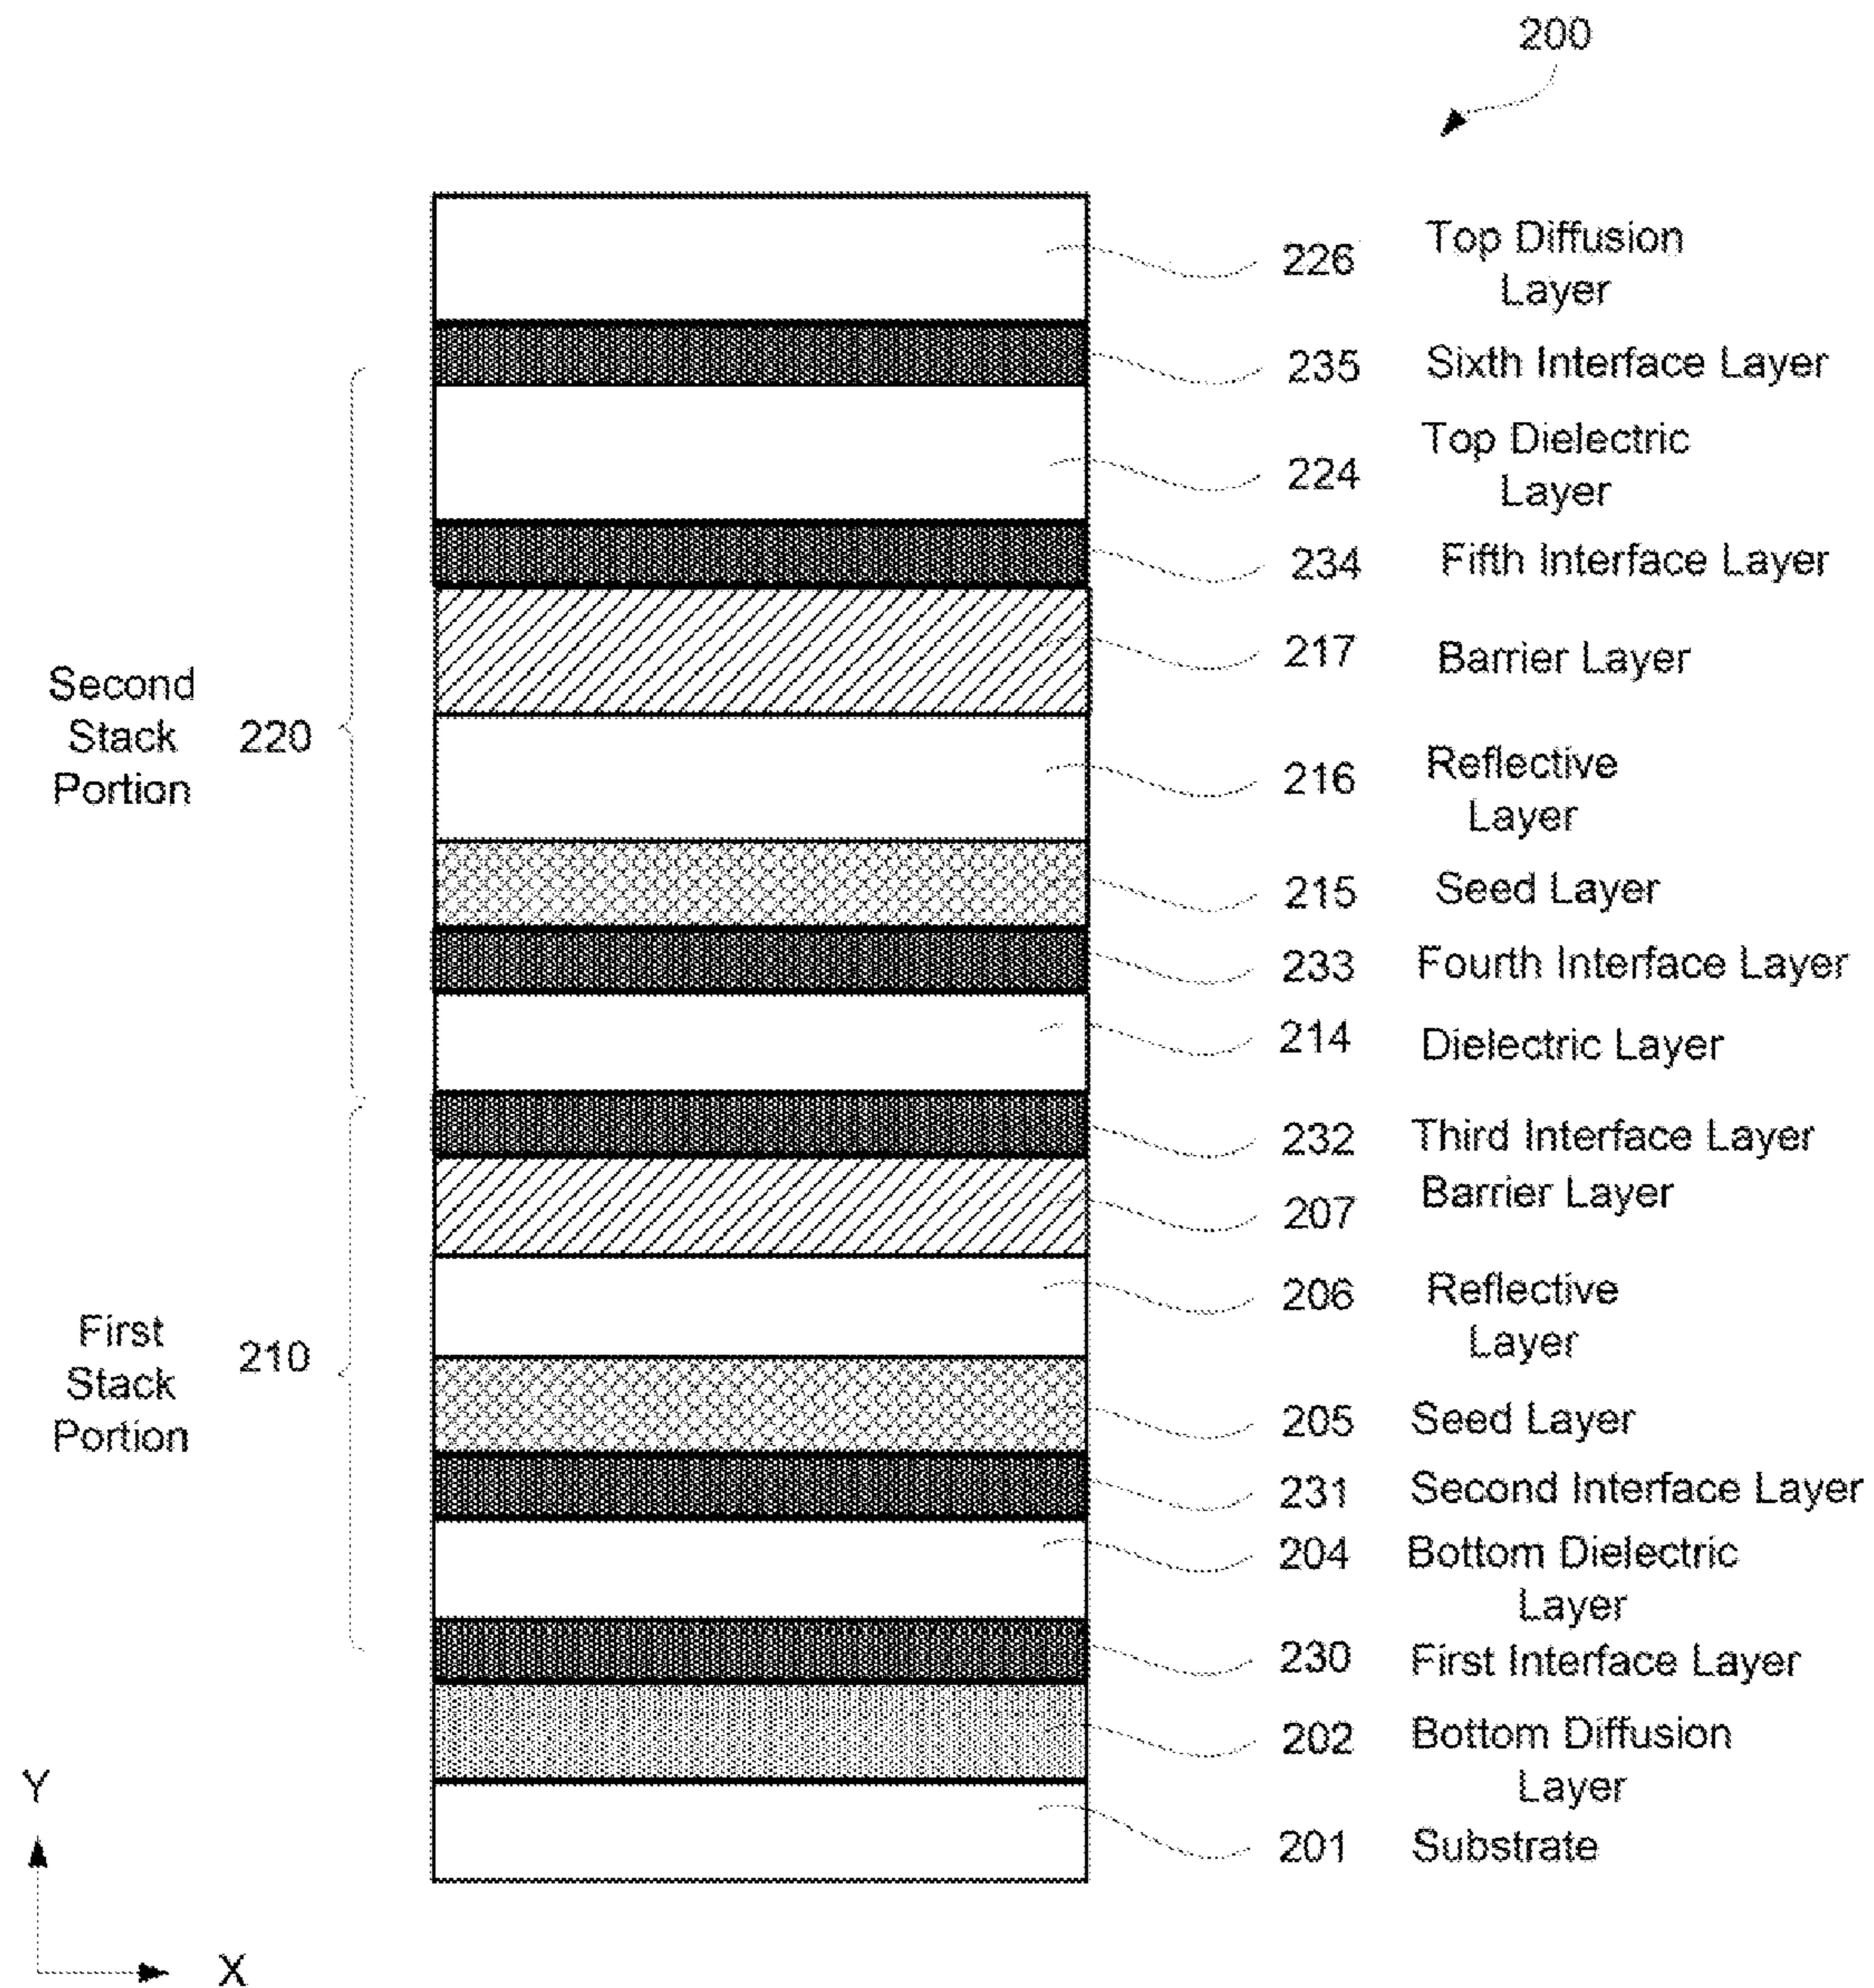 200
226 Top Diffusion
Layer
235 Sixth Interface Layer
224 Top Dielectric
Layer
234 Fifth Interface Layer
217 Barrier Layer
Second
Stack
Portion
220
216 Reflective
Layer
215 Seed Layer
233 Fourth Interface Layer
214 Dielectric Layer
232 Third Interface Layer
207 Barrier Layer
206 Reflective
Layer
First
Stack
Portion
210
205 Seed Layer
231 Second Interface Layer
204 Bottom Dielectric
Layer
230 First Interface Layer
202 Bottom Diffusion
Layer
201 Substrate
Y
X